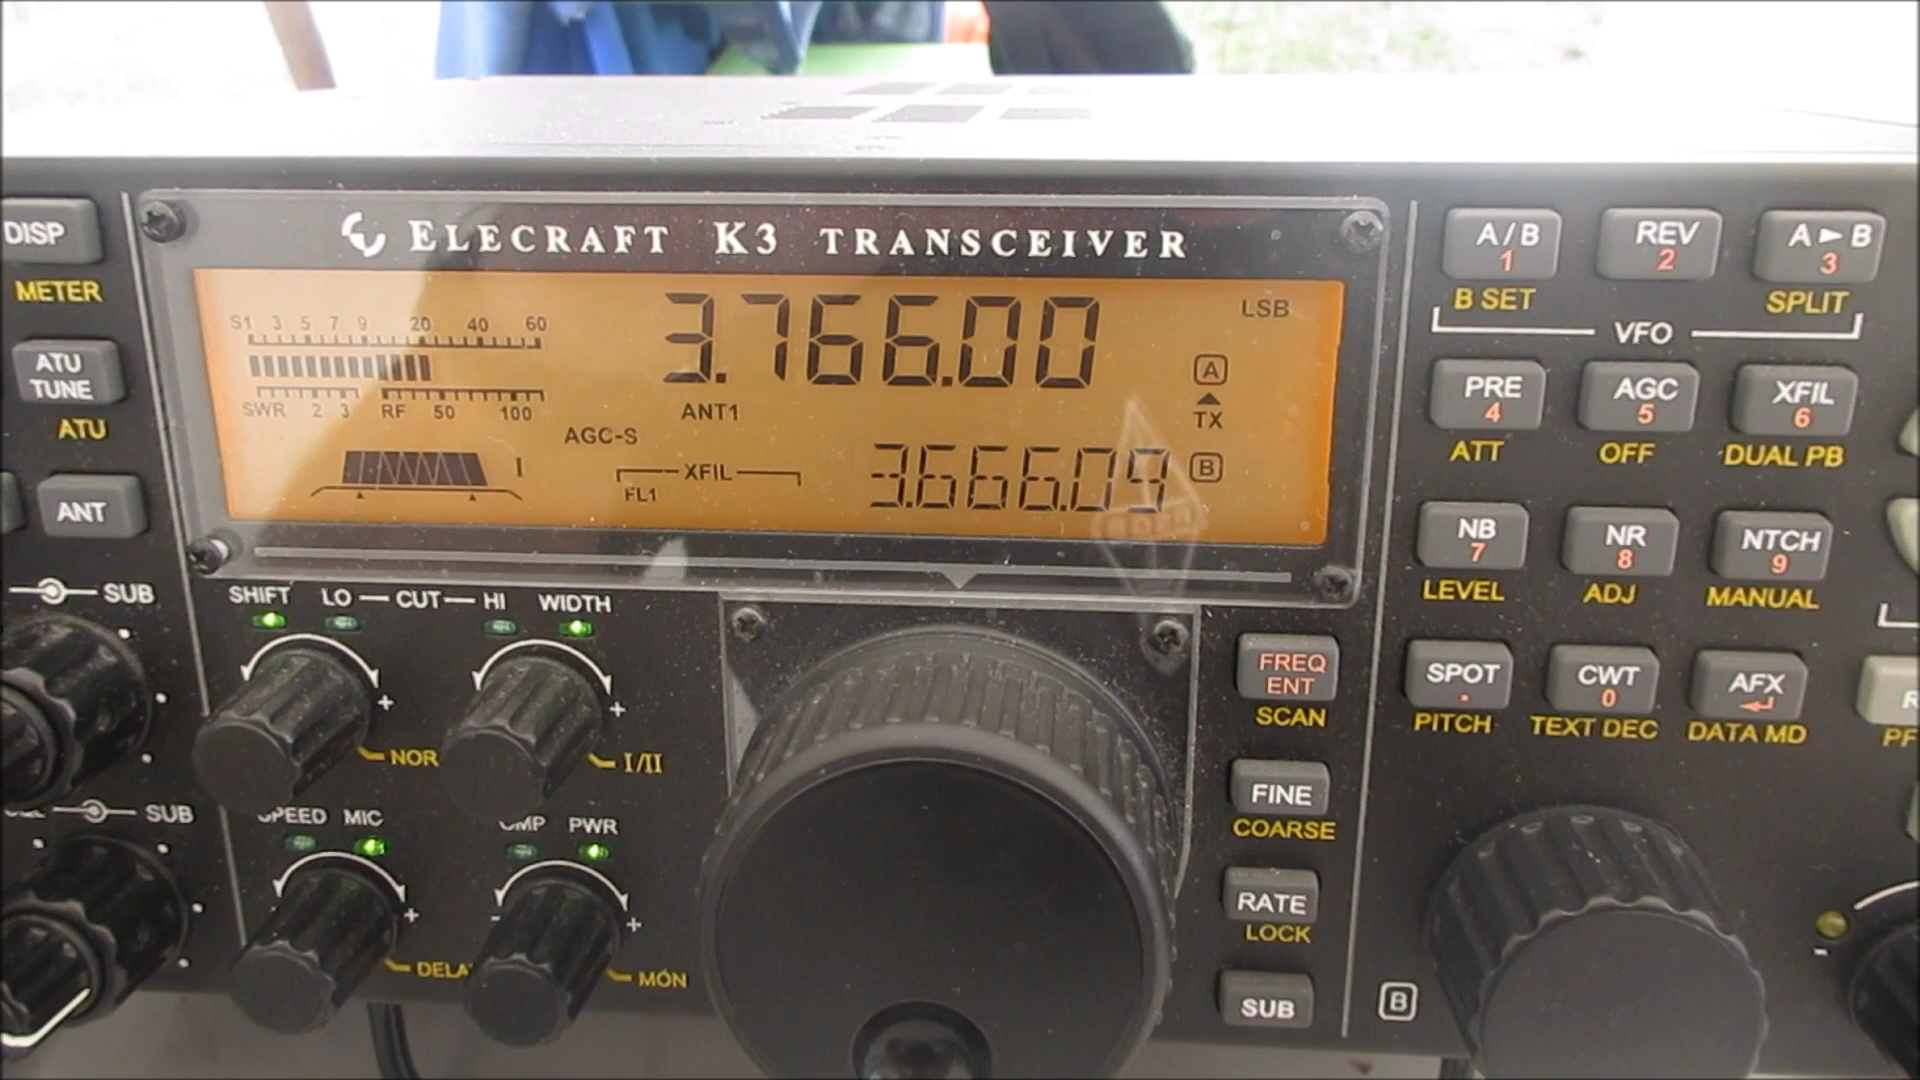 ELECRAFT K3 TRANSCEIVER
DISP
METER
ATU
TUNE
ATU
ANT
S1 3 5 7 9 20 40 60
SWR 2 3 RF 50 100
3.766.00
LSB
A
TX
ANT1
AGC-S
XFIL
FL1
I
3.666.09
B
A/B
1
B SET
REV
2
A►B
3
SPLIT
VFO
PRE
4
ATT
AGC
5
OFF
XFIL
6
DUAL PB
NB
7
LEVEL
NR
8
ADJ
NTCH
9
MANUAL
SPOT
.
PITCH
CWT
0
TEXT DEC
AFX
DATA MD
SUB
SHIFT LO CUT HI WIDTH
+
NOR
+
I/II
SUB
SPEED MIC
CMP PWR
+
DELAY
-
+
MON
FREQ
ENT
SCAN
FINE
COARSE
RATE
LOCK
SUB
B
-